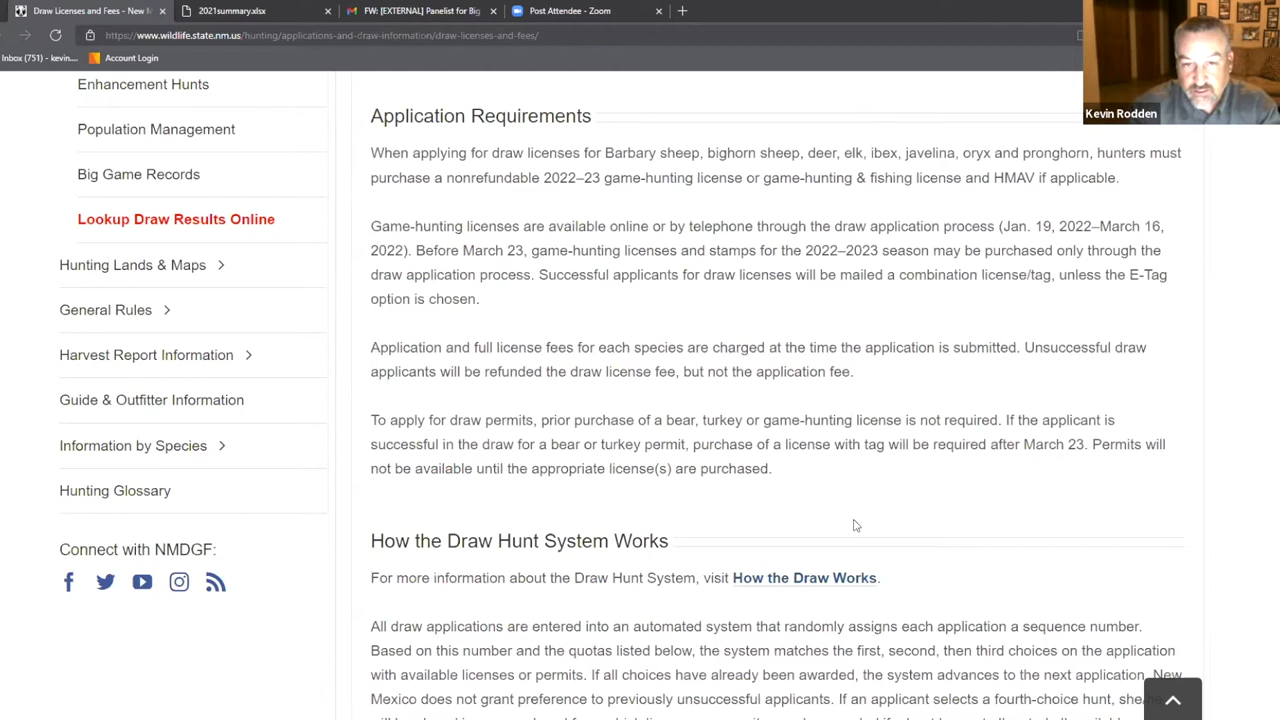 Draw Licenses and Fees - New M
2021summary.xlsx
FW: [EXTERNAL] Panelist for Big
Post Attendee - Zoom
https://www.wildlife.state.nm.us/hunting/applications-and-draw-information/draw-licenses-and-fees/
Inbox (751) - kevin....
Account Login
Kevin Rodden
Enhancement Hunts
Population Management
Big Game Records
Lookup Draw Results Online
Hunting Lands & Maps
General Rules
Harvest Report Information
Guide & Outfitter Information
Information by Species
Hunting Glossary
Connect with NMDGF:
Application Requirements
When applying for draw licenses for Barbary sheep, bighorn sheep, deer, elk, ibex, javelina, oryx and pronghorn, hunters must
purchase a nonrefundable 2022–23 game-hunting license or game-hunting & fishing license and HMAV if applicable.
Game-hunting licenses are available online or by telephone through the draw application process (Jan. 19, 2022–March 16,
2022). Before March 23, game-hunting licenses and stamps for the 2022–2023 season may be purchased only through the
draw application process. Successful applicants for draw licenses will be mailed a combination license/tag, unless the E-Tag
option is chosen.
Application and full license fees for each species are charged at the time the application is submitted. Unsuccessful draw
applicants will be refunded the draw license fee, but not the application fee.
To apply for draw permits, prior purchase of a bear, turkey or game-hunting license is not required. If the applicant is
successful in the draw for a bear or turkey permit, purchase of a license with tag will be required after March 23. Permits will
not be available until the appropriate license(s) are purchased.
How the Draw Hunt System Works
For more information about the Draw Hunt System, visit How the Draw Works.
All draw applications are entered into an automated system that randomly assigns each application a sequence number.
Based on this number and the quotas listed below, the system matches the first, second, then third choices on the application
with available licenses or permits. If all choices have already been awarded, the system advances to the next application. New
Mexico does not grant preference to previously unsuccessful applicants. If an applicant selects a fourth-choice hunt,